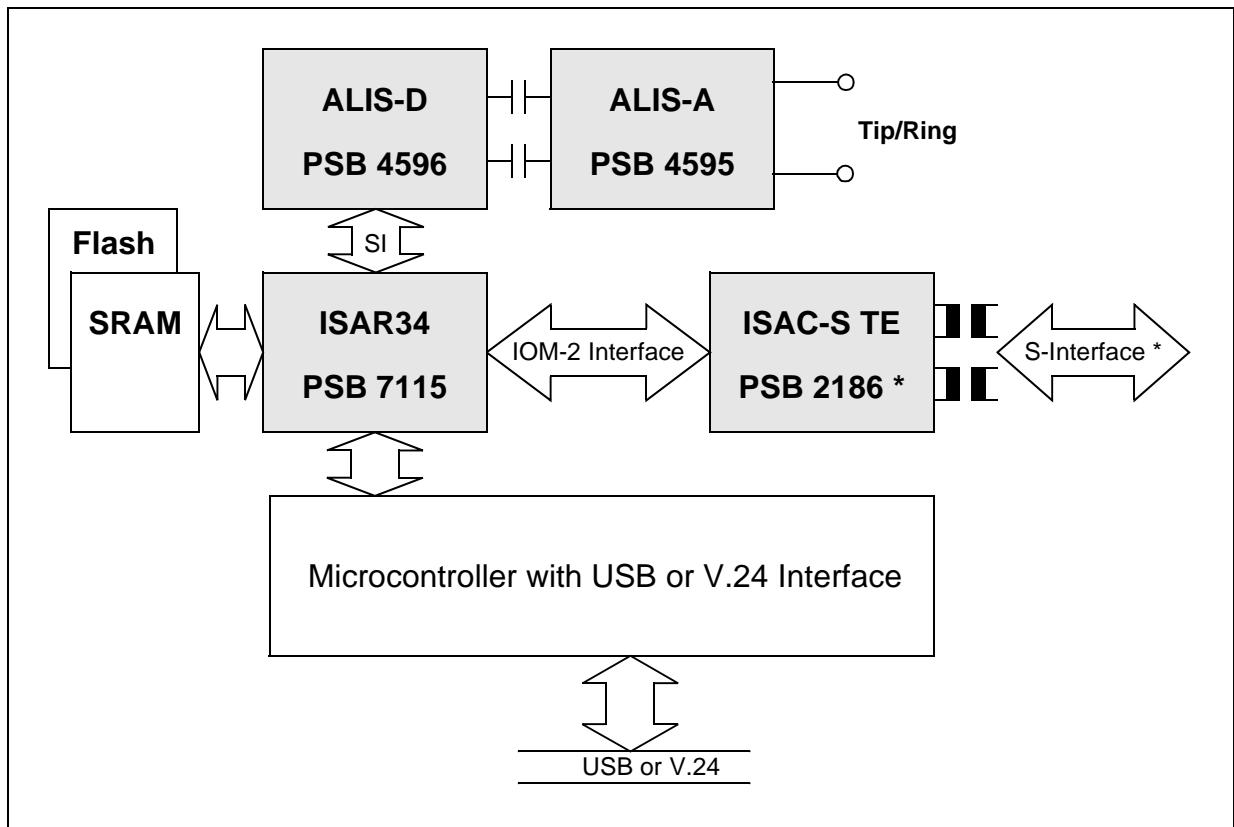 ALIS-D
PSB 4596
ALIS-A
PSB 4595
Tip/Ring
SI
Flash
SRAM
ISAR34
PSB 7115
IOM-2 Interface
ISAC-S TE
PSB 2186 *
S-Interface *
Microcontroller with USB or V.24 Interface
USB or V.24